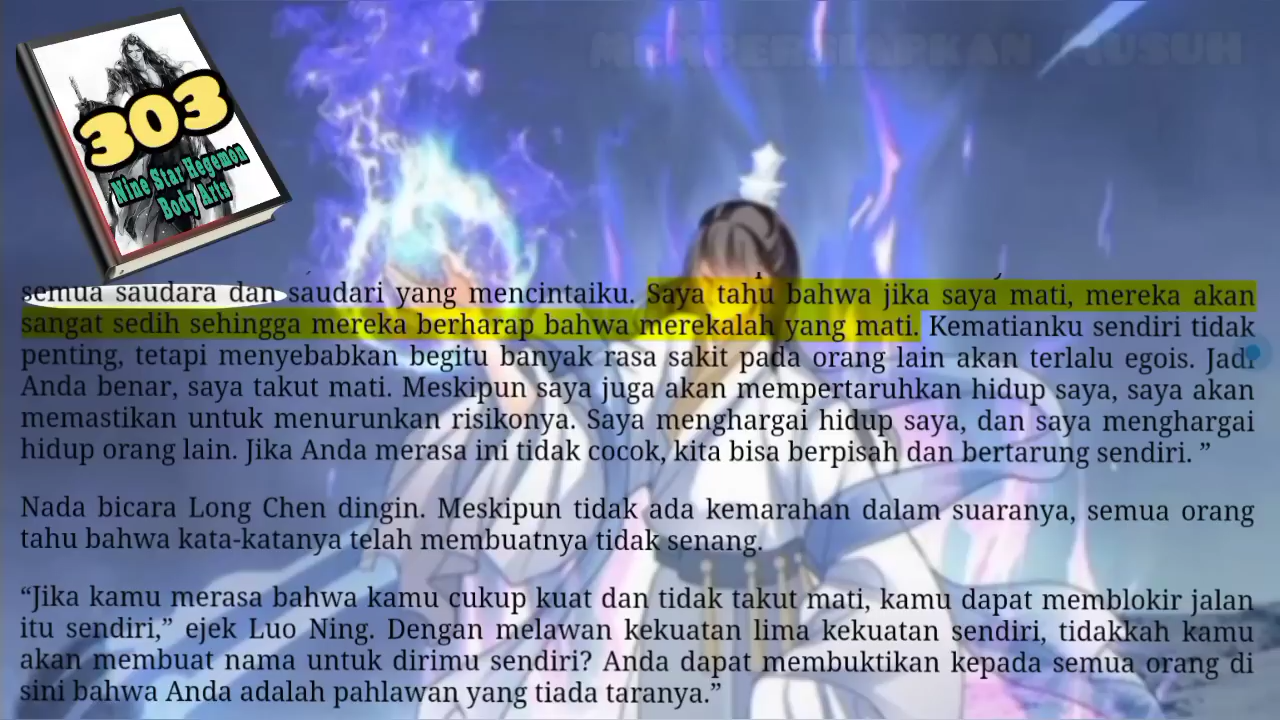 MEMPERSIAPKAN KUSUH
303
Nine Star Hegemon
Body Arts
semua saudara dan saudari yang mencintaiku. Saya tahu bahwa jika saya mati, mereka akan
sangat sedih sehingga mereka berharap bahwa merekalah yang mati. Kematianku sendiri tidak
penting, tetapi menyebabkan begitu banyak rasa sakit pada orang lain akan terlalu egois. Jadi
Anda benar, saya takut mati. Meskipun saya juga akan mempertaruhkan hidup saya, saya akan
memastikan untuk menurunkan risikonya. Saya menghargai hidup saya, dan saya menghargai
hidup orang lain. Jika Anda merasa ini tidak cocok, kita bisa berpisah dan bertarung sendiri. ”
Nada bicara Long Chen dingin. Meskipun tidak ada kemarahan dalam suaranya, semua orang
tahu bahwa kata-katanya telah membuatnya tidak senang.
“Jika kamu merasa bahwa kamu cukup kuat dan tidak takut mati, kamu dapat memblokir jalan
itu sendiri,” ejek Luo Ning. Dengan melawan kekuatan lima kekuatan sendiri, tidakkah kamu
akan membuat nama untuk dirimu sendiri? Anda dapat membuktikan kepada semua orang di
sini bahwa Anda adalah pahlawan yang tiada taranya.”